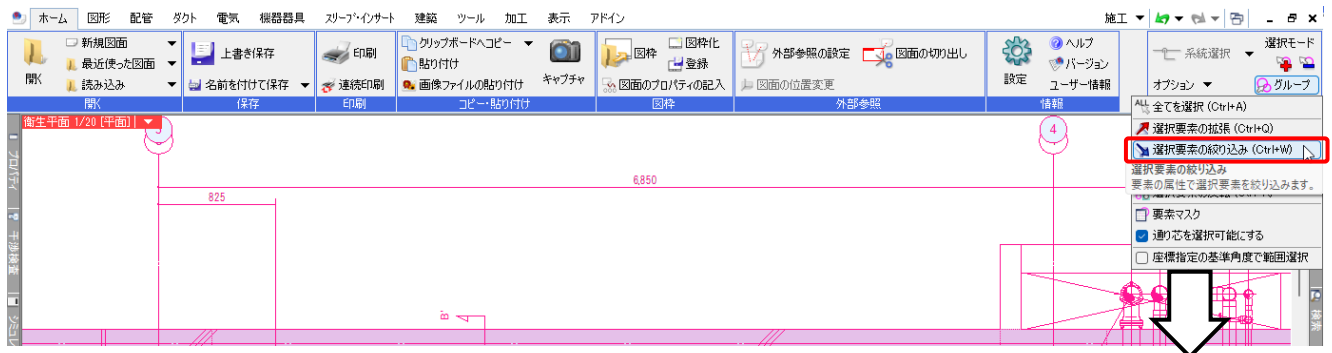 ホーム 図形 配管 ダクト 電気 機器器具 スリーブ・インサート 建築 ツール 加工 表示 アドイン 施工
開く 新規図面 最近使った図面 読み込み
上書き保存 名前を付けて保存
印刷 連続印刷
クリップボードへコピー 貼り付け 画像ファイルの貼り付け キャプチャ
図枠 図枠化 登録 図面のプロパティの記入
外部参照の設定 図面の切り出し 図面の位置変更
設定 ヘルプ バージョン ユーザー情報
系統選択 選択モード オプション グループ
開く 保存 印刷 コピー・貼り付け 図枠 外部参照 情報
ALL 全てを選択 (Ctrl+A)
選択要素の拡張 (Ctrl+Q)
選択要素の絞り込み (Ctrl+W)
選択要素の絞り込み
要素の属性で選択要素を絞り込みます。
要素マスク
通り芯を選択可能にする
座標指定の基準角度で範囲選択
衛生平面 1/20 [平面]
3
4
6,850
825
B'
プロパティ
干渉検査
検索